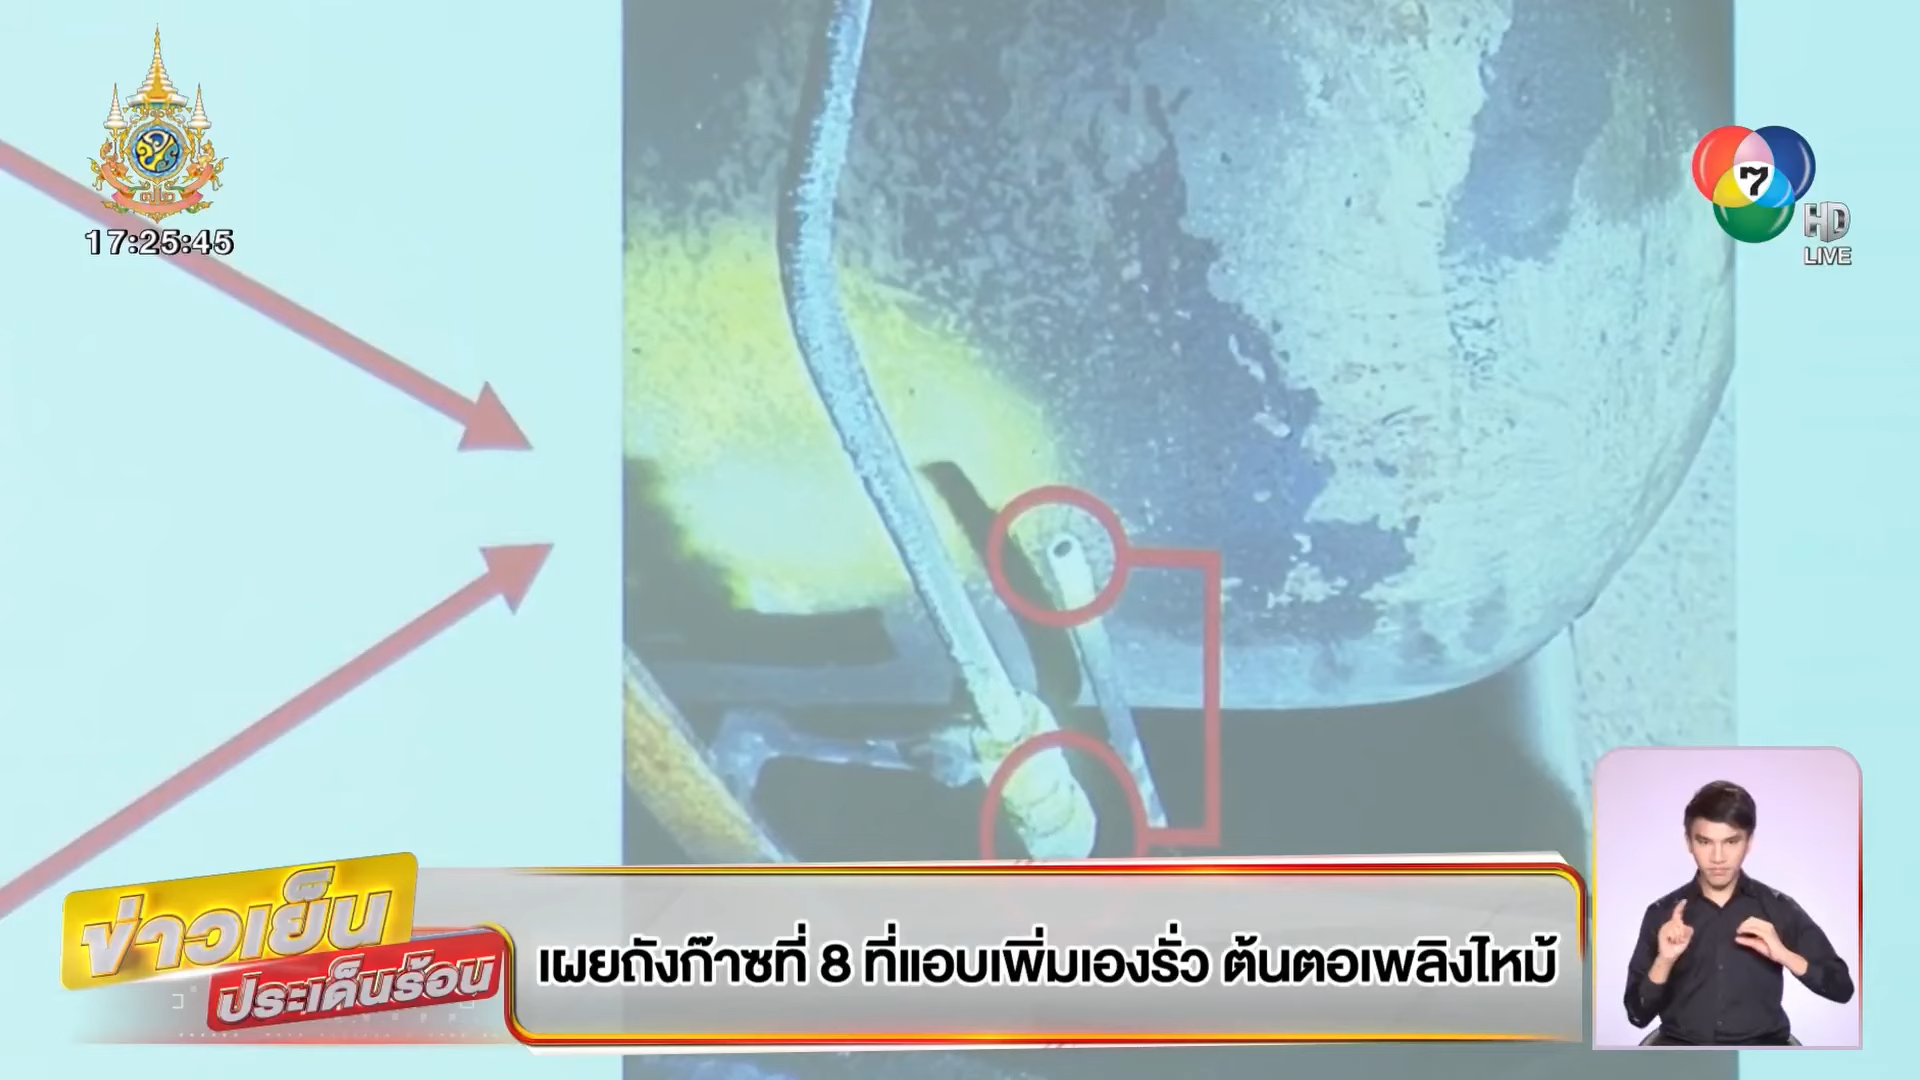 17:25:45
7
HD
LIVE
ข่าวเย็น
ประเด็นร้อน
เผยถังก๊าซที่ 8 ที่แอบเพิ่มเองรั่ว ต้นตอเพลิงไหม้